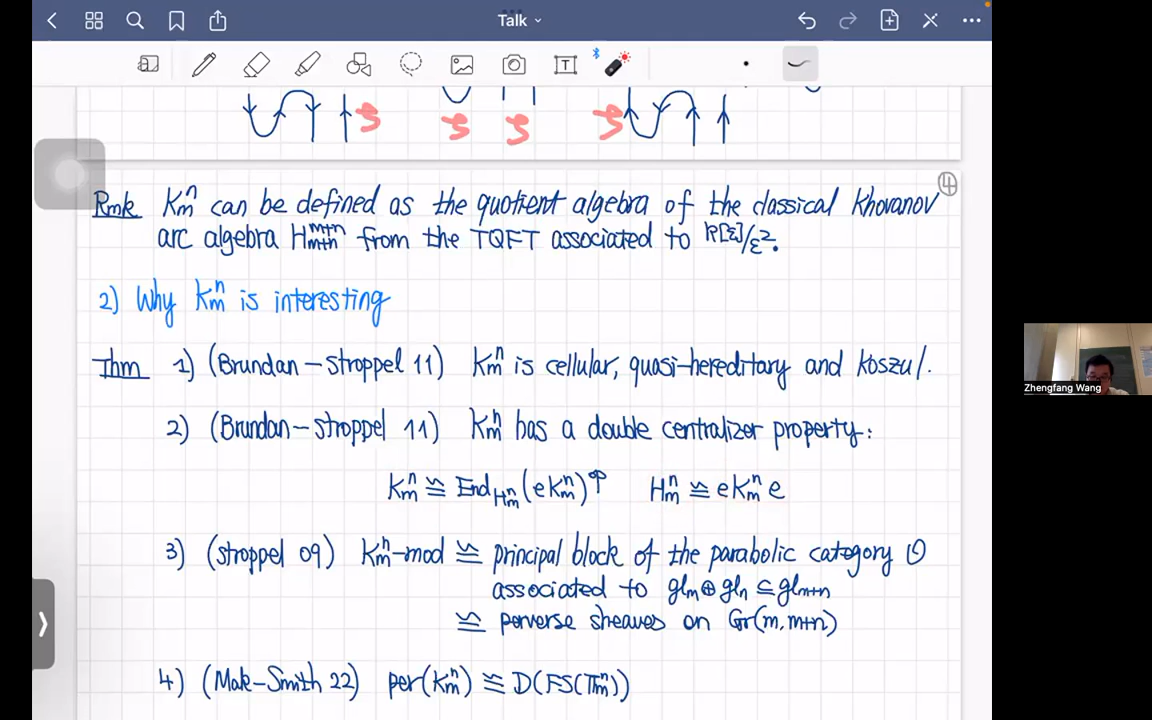 Talk
Rmk K_m^n can be defined as the quotient algebra of the classical Khovanov ④
arc algebra H_{m+n}^{m+n} from the TQFT associated to k[ε]/ε².
2) Why K_m^n is interesting
Thm 1) (Brundan–Stroppel 11) K_m^n is cellular, quasi-hereditary and Koszul.
2) (Brundan–Stroppel 11) K_m^n has a double centralizer property:
K_m^n ≅ End_{H_m^n}(eK_m^n)^{op} H_m^n ≅ eK_m^n e
3) (Stroppel 09) K_m^n-mod ≅ principal block of the parabolic category O
associated to gl_m ⊕ gl_n ⊆ gl_{m+n}
≅ perverse sheaves on Gr(m, m+n)
4) (Mak–Smith 22) per(K_m^n) ≅ D(FS(π_m^n))
Zhengfang Wang